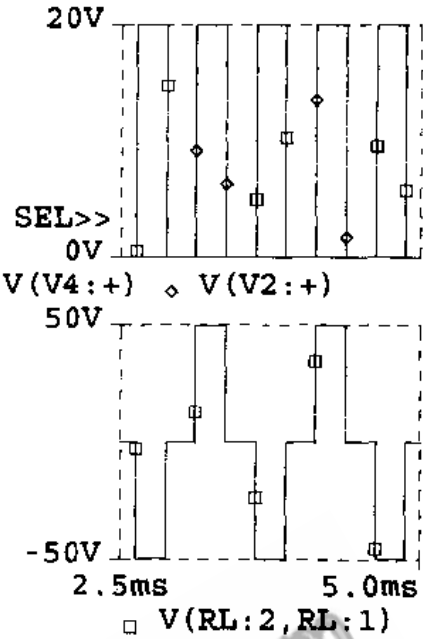 20V
SEL>>
0V
V(V4:+) ◇ V(V2:+)
50V
-50V
2.5ms 5.0ms
□ V(RL:2,RL:1)